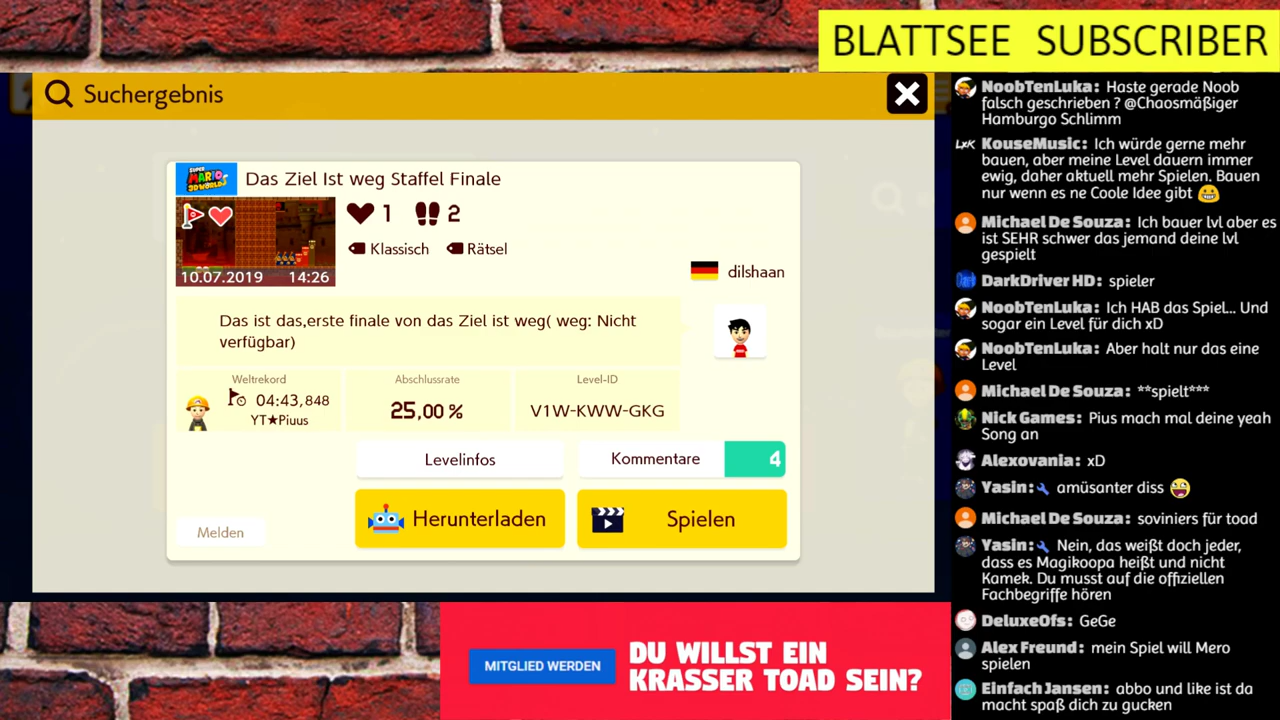 BLATTSEE SUBSCRIBER
Suchergebnis
SUPER
MARIO
3D WORLD
Das Ziel Ist weg Staffel Finale
1
2
Klassisch
Rätsel
10.07.2019 14:26
dilshaan
Das ist das,erste finale von das Ziel ist weg( weg: Nicht
verfügbar)
Weltrekord
04:43,848
YT★Piuus
Abschlussrate
25,00 %
Level-ID
V1W-KWW-GKG
Levelinfos
Kommentare 4
Melden
Herunterladen
Spielen
MITGLIED WERDEN
DU WILLST EIN
KRASSER TOAD SEIN?
NoobTenLuka: Haste gerade Noob
falsch geschrieben ? @Chaosmäßiger
Hamburgo Schlimm
KouseMusic: Ich würde gerne mehr
bauen, aber meine Level dauern immer
ewig, daher aktuell mehr Spielen. Bauen
nur wenn es ne Coole Idee gibt
Michael De Souza: Ich bauer lvl aber es
ist SEHR schwer das jemand deine lvl
gespielt
DarkDriver HD: spieler
NoobTenLuka: Ich HAB das Spiel... Und
sogar ein Level für dich xD
NoobTenLuka: Aber halt nur das eine
Level
Michael De Souza: **spielt***
Nick Games: Pius mach mal deine yeah
Song an
Alexovania: xD
Yasin: amüsanter diss
Michael De Souza: soviniers für toad
Yasin: Nein, das weißt doch jeder,
dass es Magikoopa heißt und nicht
Kamek. Du musst auf die offiziellen
Fachbegriffe hören
DeluxeOfs: GeGe
Alex Freund: mein Spiel will Mero
spielen
Einfach Jansen: abbo und like ist da
macht spaß dich zu gucken